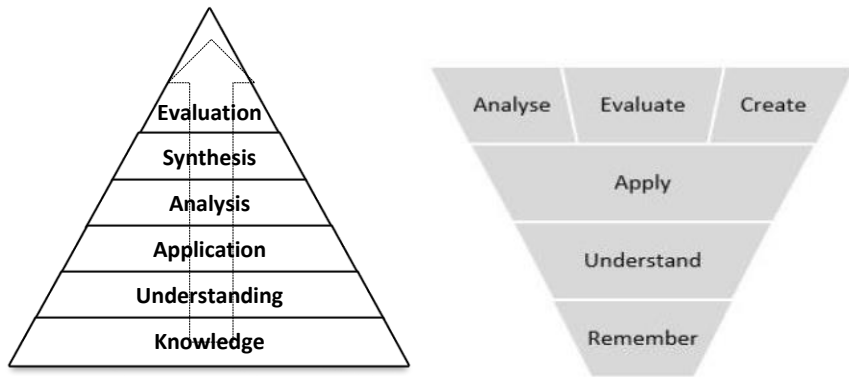 Evaluation
Synthesis
Analysis
Application
Understanding
Knowledge
Analyse Evaluate Create
Apply
Understand
Remember